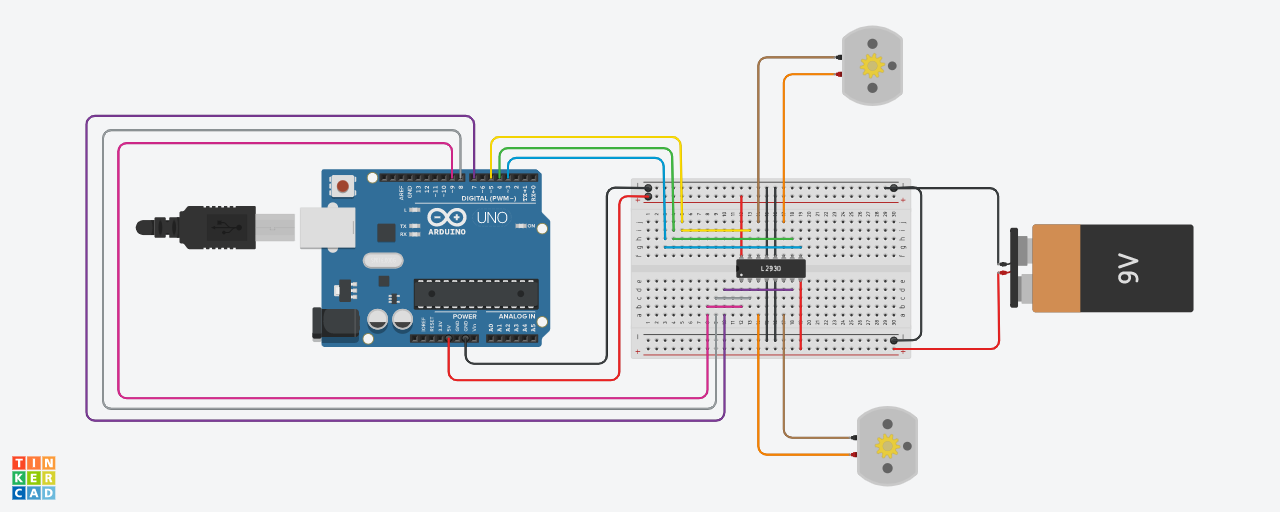 AREF
GND
13
12
~11
~10
~9
8
7
~6
~5
4
~3
2
TX→1
RX←0
DIGITAL (PWM~)
L
TX
RX
UNO
ON
ARDUINO
L293D
9V
POWER
ANALOG IN
IOREF
RESET
3.3V
5V
GND
GND
Vin
A0
A1
A2
A3
A4
A5
TIN
KER
CAD